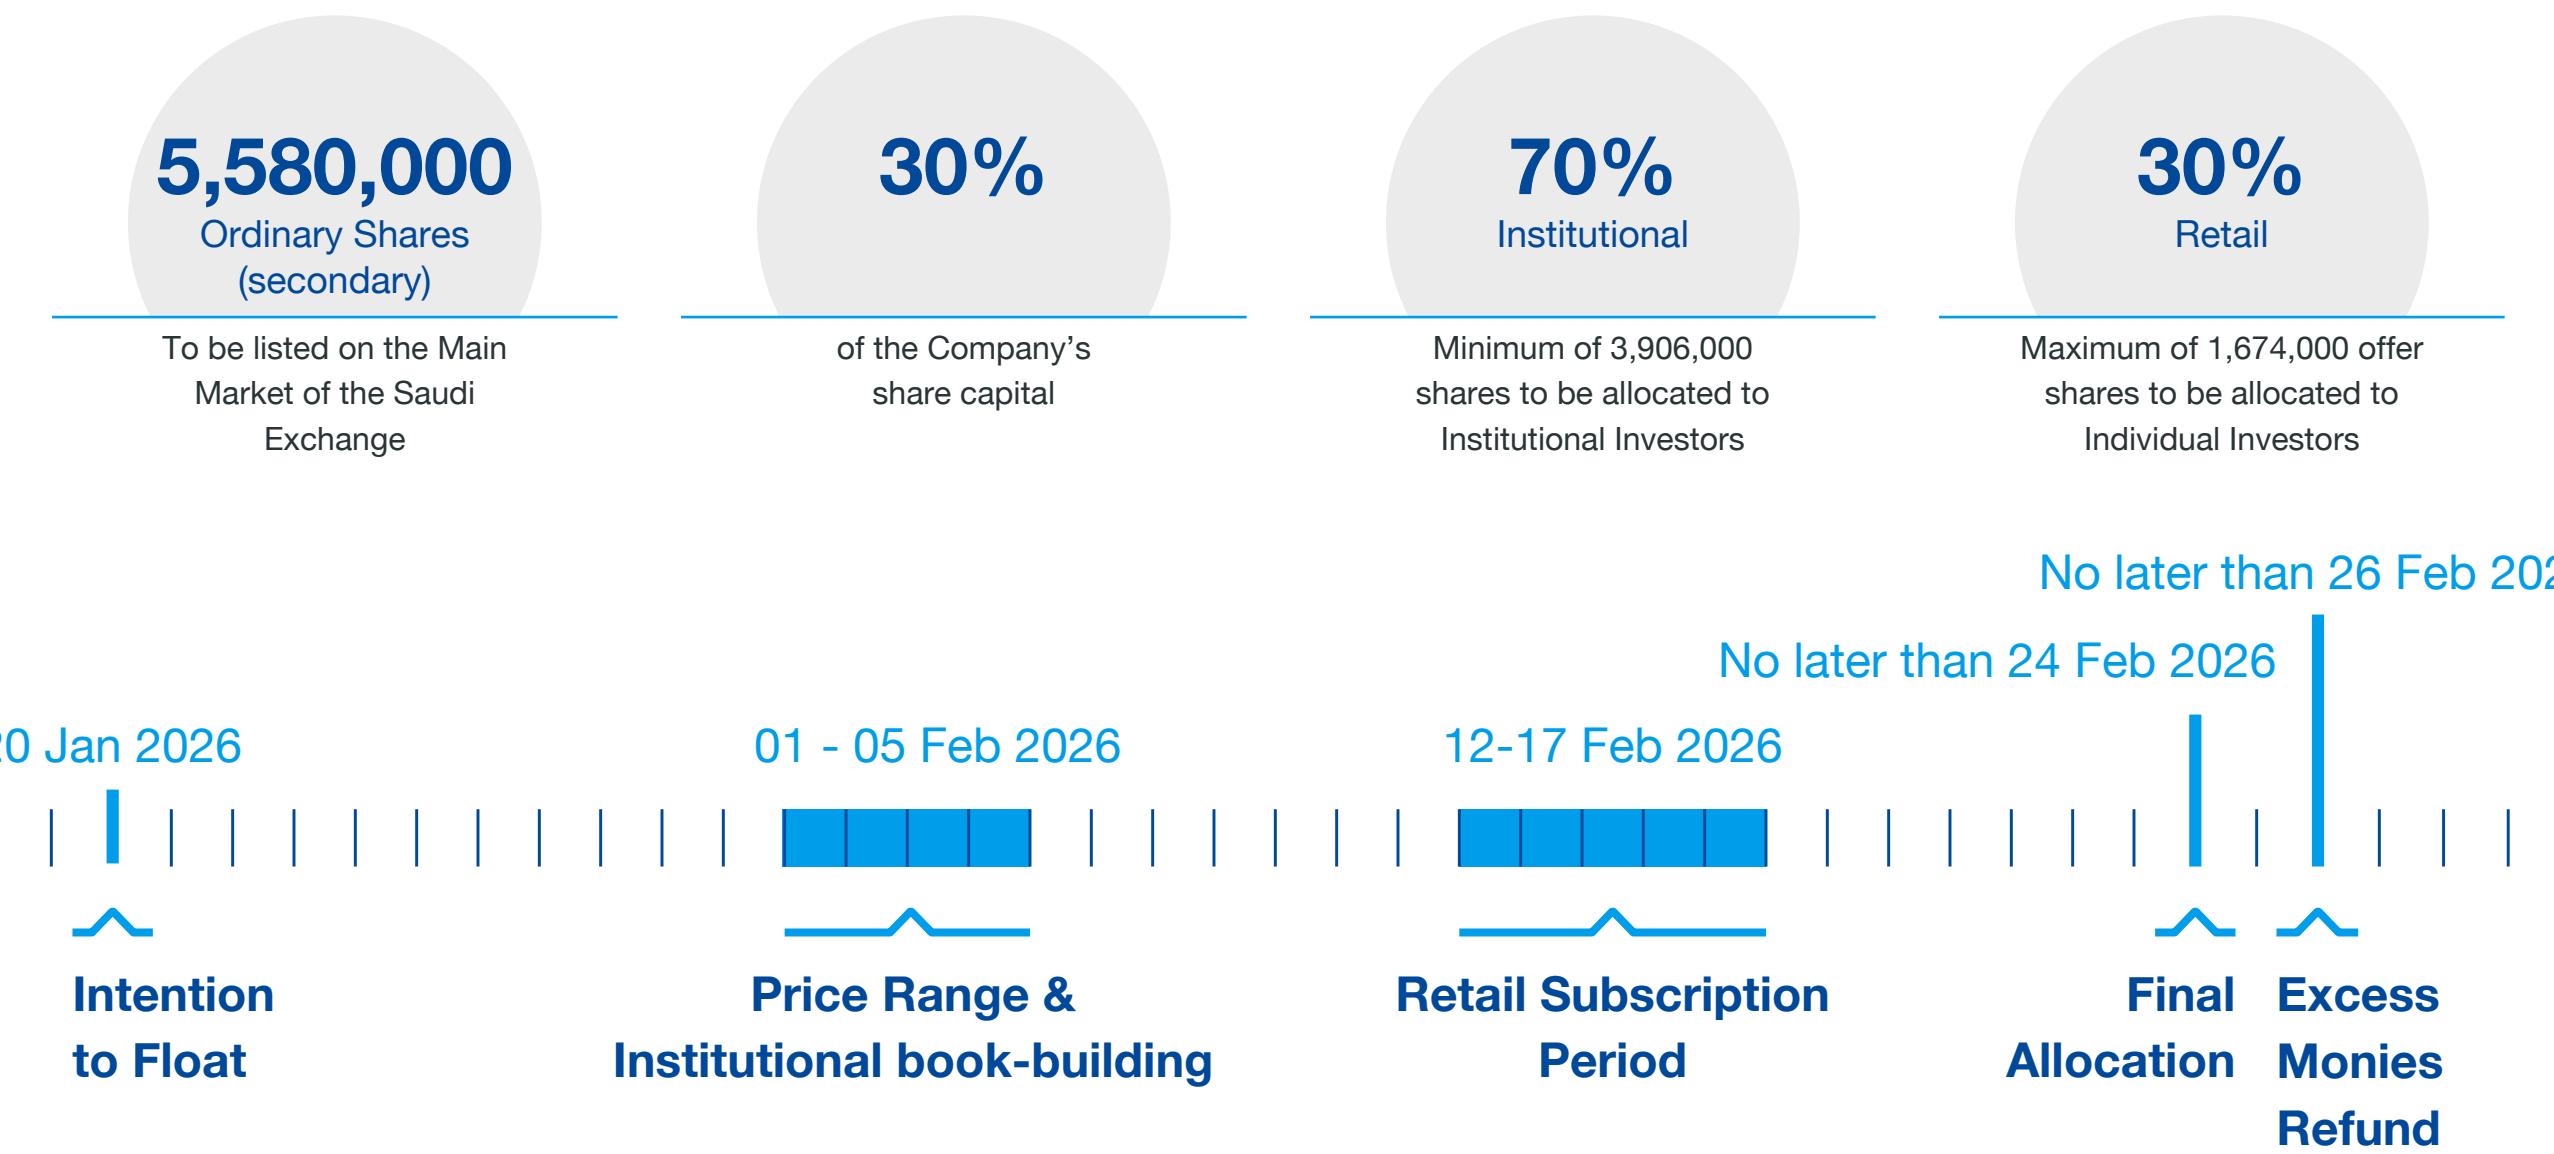 5,580,000
Ordinary Shares
(secondary)
To be listed on the Main
Market of the Saudi
Exchange
30%
of the Company’s
share capital
70%
Institutional
Minimum of 3,906,000
shares to be allocated to
Institutional Investors
30%
Retail
Maximum of 1,674,000 offer
shares to be allocated to
Individual Investors
No later than 26 Feb
No later than 24 Feb 2026
Jan 2026
01 - 05 Feb 2026
12-17 Feb 2026
Intention
to Float
Price Range &
Institutional book-building
Retail Subscription
Period
Final
Allocation
Excess
Monies
Refund